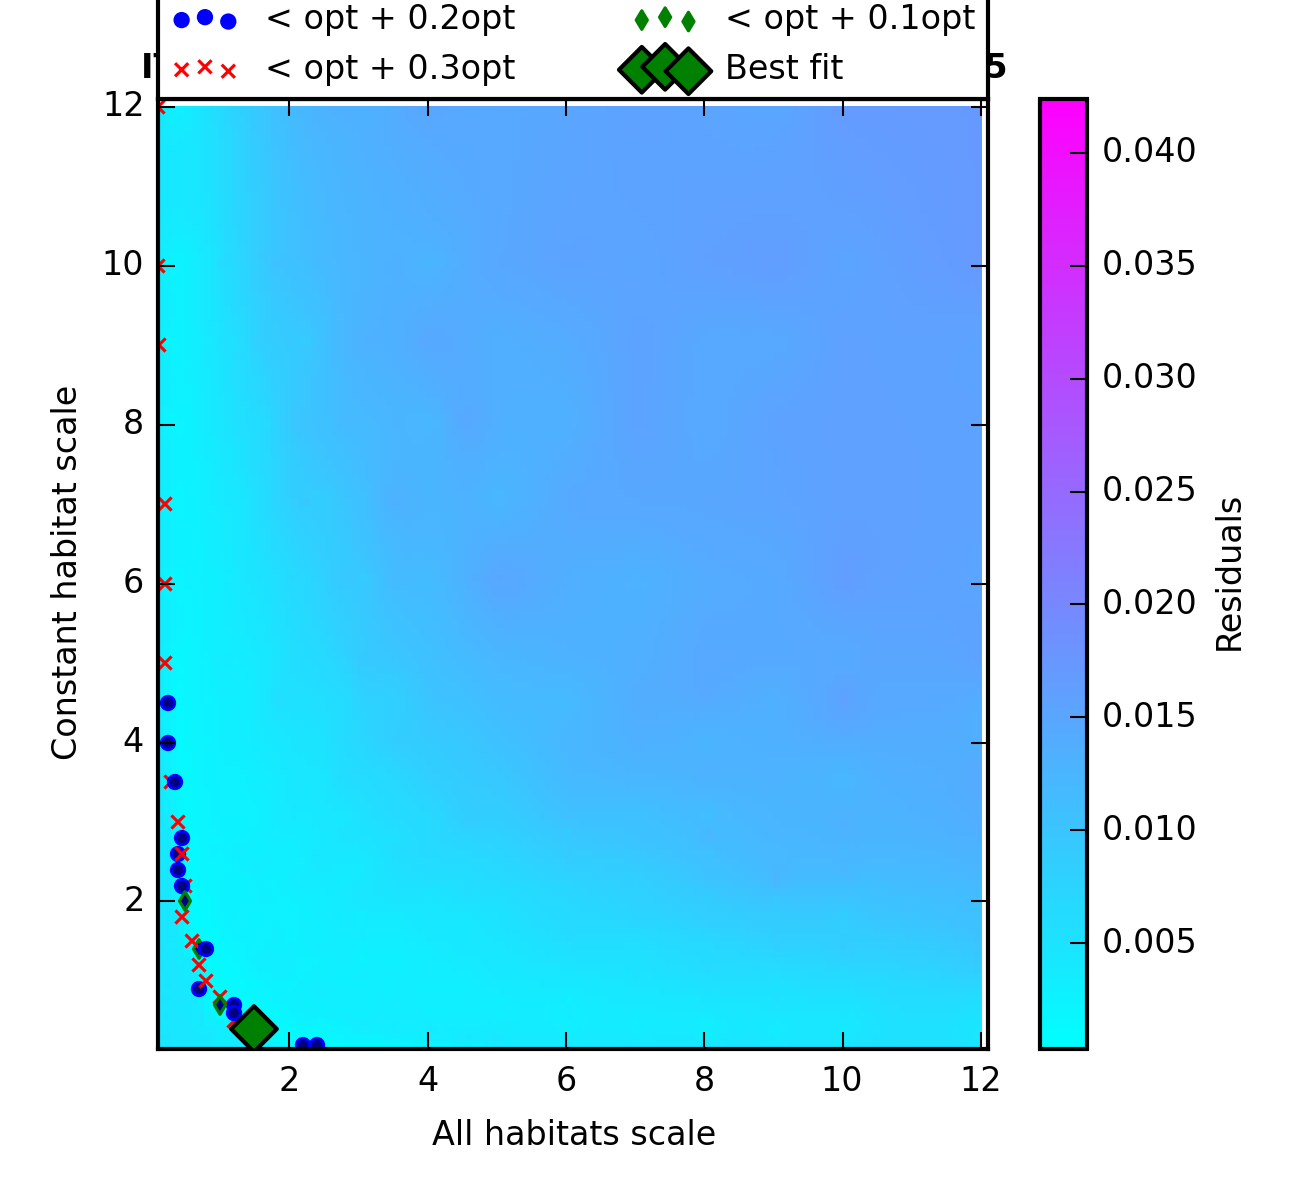 < opt + 0.2opt < opt + 0.1opt
< opt + 0.3opt Best fit
5
12
10
8
6
4
2
2 4 6 8 10 12
All habitats scale
Constant habitat scale
0.040
0.035
0.030
0.025
0.020
0.015
0.010
0.005
Residuals